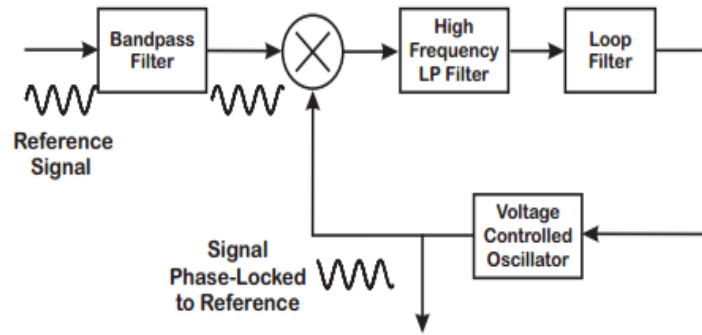 Bandpass
Filter
High
Frequency
LP Filter
Loop
Filter
Reference
Signal
Voltage
Controlled
Oscillator
Signal
Phase-Locked
to Reference